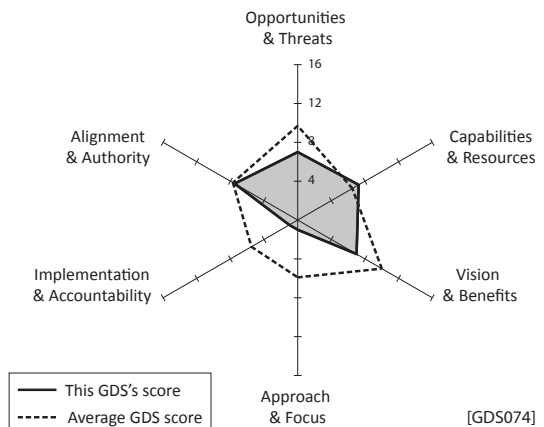 Opportunities
& Threats
16
12
8
4
Alignment
& Authority
Capabilities
& Resources
Implementation
& Accountability
Vision
& Benefits
Approach
& Focus
This GDS's score
Average GDS score
[GDS074]